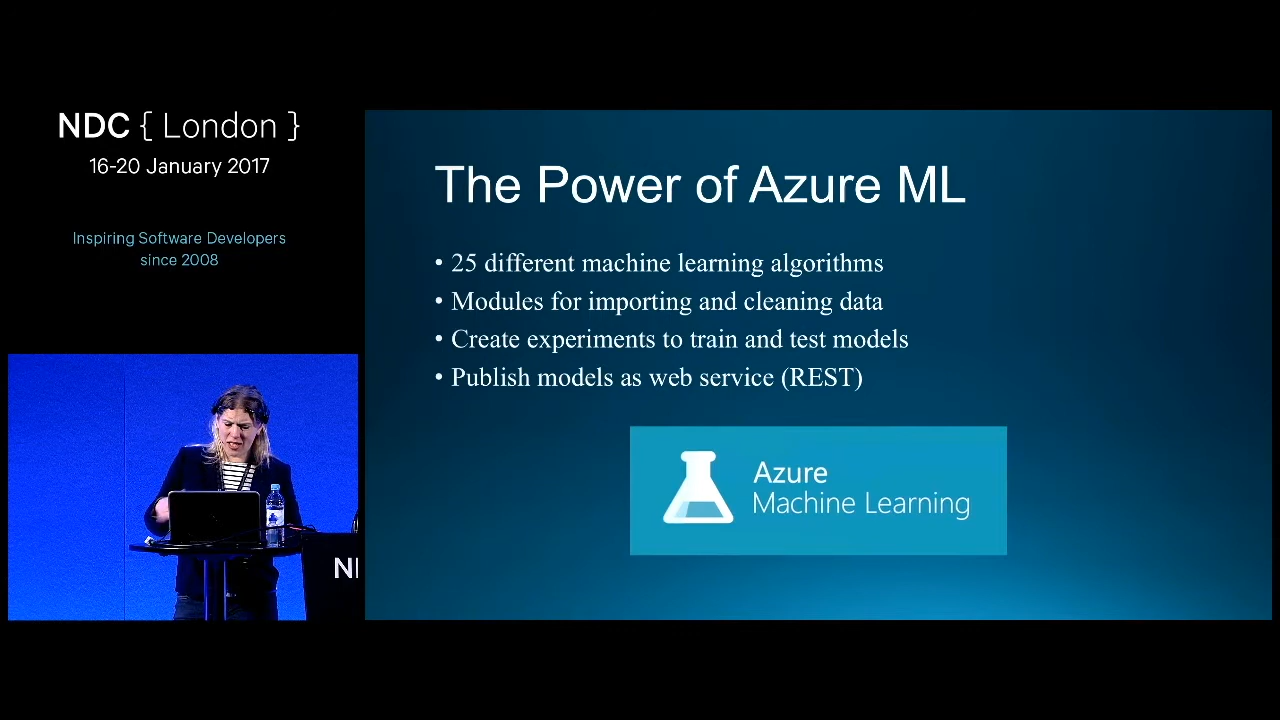 NDC { London }
16-20 January 2017
Inspiring Software Developers
since 2008
The Power of Azure ML
• 25 different machine learning algorithms
• Modules for importing and cleaning data
• Create experiments to train and test models
• Publish models as web service (REST)
Azure
Machine Learning